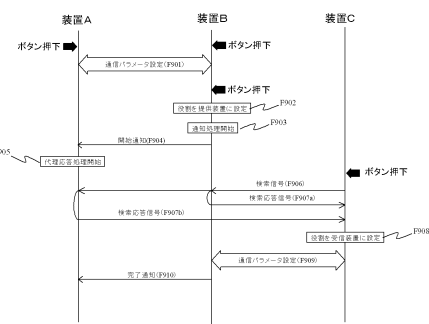 装置A
装置B
装置C
ボタン押下
ボタン押下
通信パラメータ設定(F901)
ボタン押下
役割を提供装置に設定
F902
通知処理開始
F903
開始通知(F904)
905
代理応答処理開始
ボタン押下
検索信号(F906)
検索応答信号(F907a)
検索応答信号(F907b)
役割を受信装置に設定
F908
通信パラメータ設定(F909)
完了通知(F910)